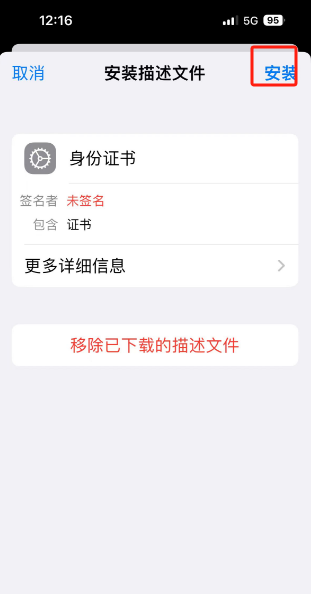 12:16 5G 95
取消 安装描述文件 安装
身份证书
签名者 未签名
包含 证书
更多详细信息
移除已下载的描述文件